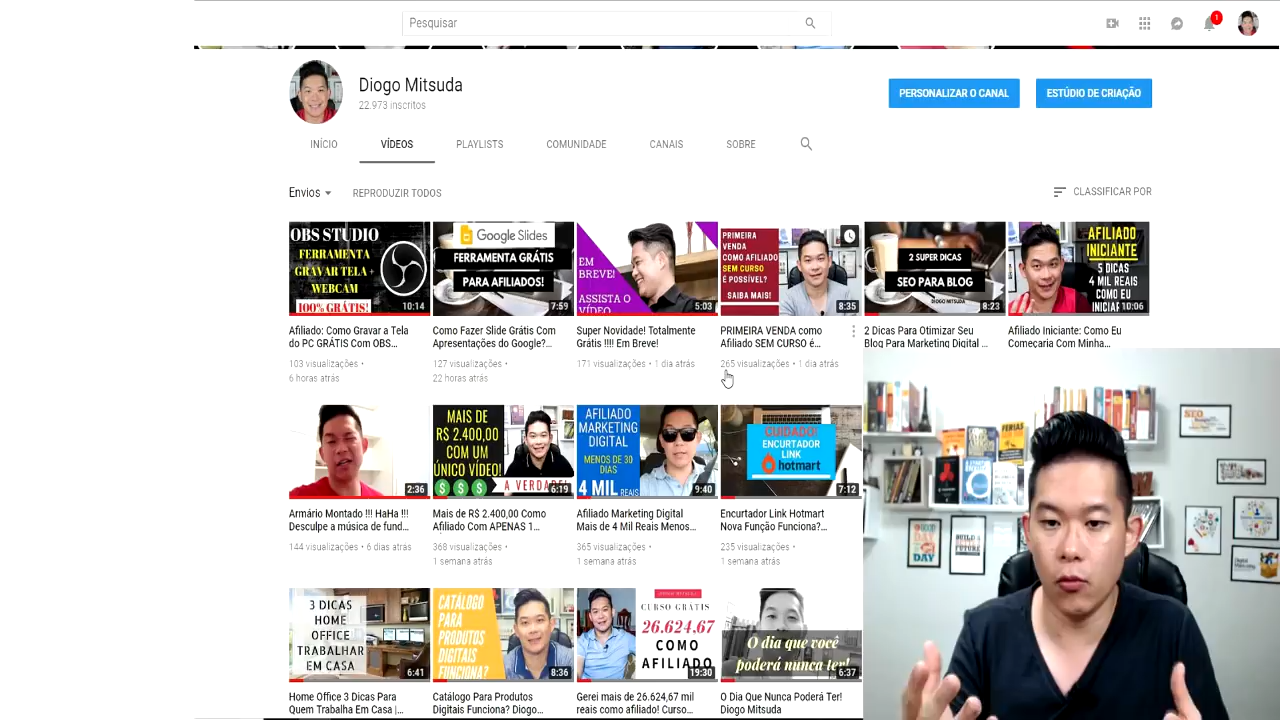 Pesquisar
1
Diogo Mitsuda
22.973 inscritos
PERSONALIZAR O CANAL
ESTÚDIO DE CRIAÇÃO
INÍCIO
VÍDEOS
PLAYLISTS
COMUNIDADE
CANAIS
SOBRE
Envios
REPRODUZIR TODOS
CLASSIFICAR POR
OBS STUDIO
FERRAMENTA
GRAVAR TELA +
WEBCAM
100% GRÁTIS!
10:14
Google Slides
FERRAMENTA GRÁTIS
PARA AFILIADOS!
7:59
EM
BREVE!
ASSISTA O
VÍDEO
5:03
PRIMEIRA
VENDA
COMO AFILIADO
SEM CURSO
É POSSÍVEL?
SAIBA MAIS!
8:35
2 SUPER DICAS
SEO PARA BLOG
DIOGO MITSUDA
8:23
AFILIADO
INICIANTE:
5 DICAS
4 MIL REAIS
COMO EU
INICIAR
10:06
Afiliado: Como Gravar a Tela
do PC GRÁTIS Com OBS...
103 visualizações •
6 horas atrás
Como Fazer Slide Grátis Com
Apresentações do Google?...
127 visualizações •
22 horas atrás
Super Novidade! Totalmente
Grátis !!!! Em Breve!
171 visualizações • 1 dia atrás
PRIMEIRA VENDA como
Afiliado SEM CURSO é...
265 visualizações • 1 dia atrás
2 Dicas Para Otimizar Seu
Blog Para Marketing Digital ...
Afiliado Iniciante: Como Eu
Começaria Com Minha...
2:36
MAIS DE
R$ 2.400,00
COM UM
ÚNICO VÍDEO!
$ $ $
A VERDADE!
6:19
AFILIADO
MARKETING
DIGITAL
MENOS DE 30
DIAS
4 MIL REAIS
9:40
CUIDADO!
ENCURTADOR
LINK
hotmart
7:12
Armário Montado !!! HaHa !!!
Desculpe a música de fund...
144 visualizações • 6 dias atrás
Mais de R$ 2.400,00 Como
Afiliado Com APENAS 1...
368 visualizações •
1 semana atrás
Afiliado Marketing Digital
Mais de 4 Mil Reais Menos...
365 visualizações •
1 semana atrás
Encurtador Link Hotmart
Nova Função Funciona?...
235 visualizações •
1 semana atrás
3 DICAS
HOME
OFFICE
TRABALHAR
EM CASA
6:41
CATÁLOGO
PARA
PRODUTOS
DIGITAIS
FUNCIONA?
8:36
CURSO GRÁTIS
26.624,67
COMO
AFILIADO
19:30
O dia que você
poderá nunca ter!
6:37
Home Office 3 Dicas Para
Quem Trabalha Em Casa |...
Catálogo Para Produtos
Digitais Funciona? Diogo...
Gerei mais de 26.624,67 mil
reais como afiliado! Curso...
O Dia Que Nunca Poderá Ter!
Diogo Mitsuda
SEO
FÉRIAS
GOOD
DAY
BUILD A
FUTURE
Digital
Marketing